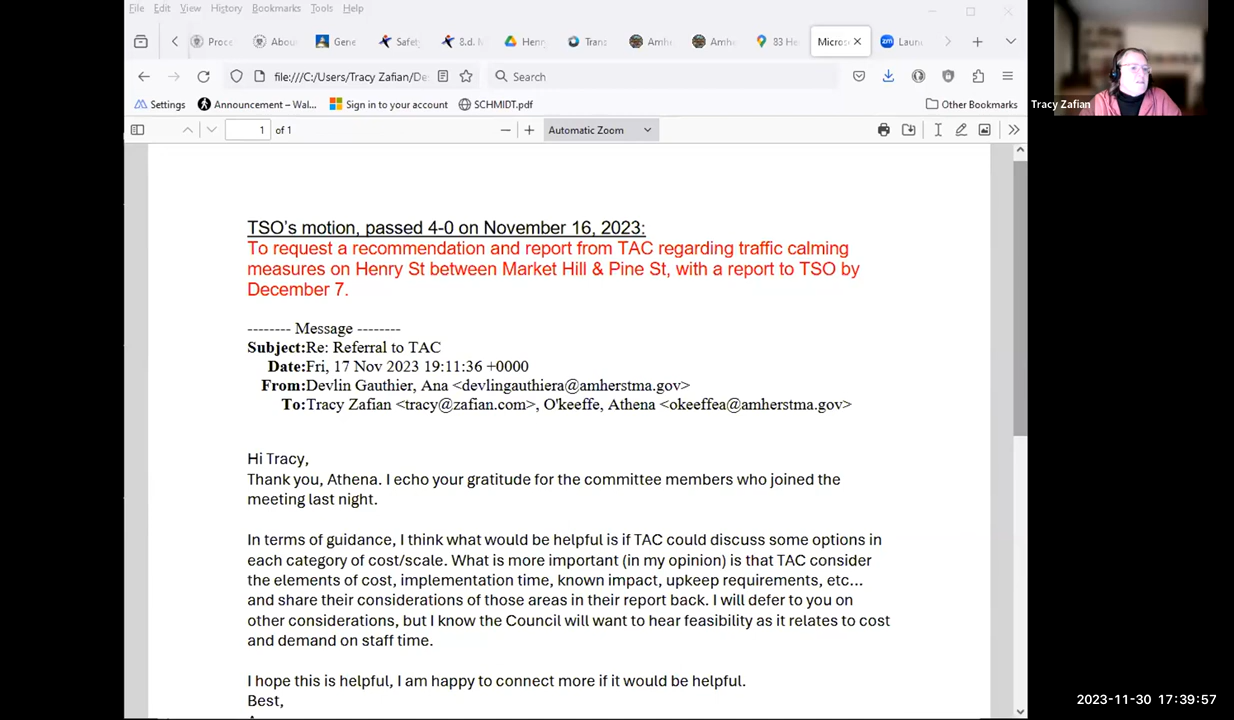 File Edit View History Bookmarks Tools Help
Proce Abou Gene Safety 8.d. Henry Trans Amhe Amhe 83 He Micros Laun
file:///C:/Users/Tracy Zafian/De Search
Settings Announcement – Wal... Sign in to your account SCHMIDT.pdf Other Bookmarks
1 of 1 Automatic Zoom
Tracy Zafian
TSO's motion, passed 4-0 on November 16, 2023:
To request a recommendation and report from TAC regarding traffic calming
measures on Henry St between Market Hill & Pine St, with a report to TSO by
December 7.
-------- Message --------
Subject:Re: Referral to TAC
Date:Fri, 17 Nov 2023 19:11:36 +0000
From:Devlin Gauthier, Ana <devlingauthiera@amherstma.gov>
To:Tracy Zafian <tracy@zafian.com>, O'keeffe, Athena <okeeffea@amherstma.gov>
Hi Tracy,
Thank you, Athena. I echo your gratitude for the committee members who joined the
meeting last night.
In terms of guidance, I think what would be helpful is if TAC could discuss some options in
each category of cost/scale. What is more important (in my opinion) is that TAC consider
the elements of cost, implementation time, known impact, upkeep requirements, etc...
and share their considerations of those areas in their report back. I will defer to you on
other considerations, but I know the Council will want to hear feasibility as it relates to cost
and demand on staff time.
I hope this is helpful, I am happy to connect more if it would be helpful.
Best,
2023-11-30 17:39:57